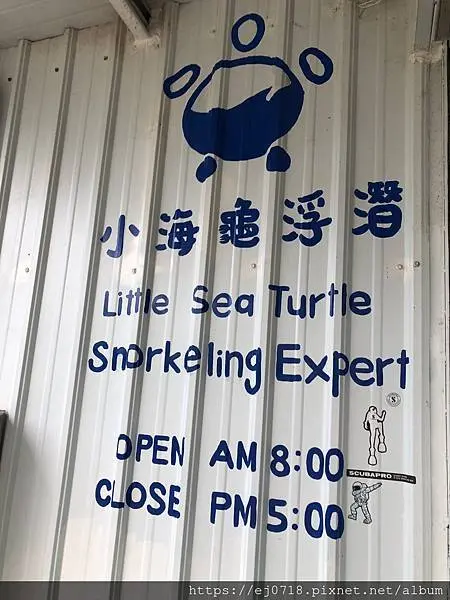 小海龜浮潛
Little Sea Turtle
Snorkeling Expert
S
OPEN AM 8:00
SCUBAPRO
CLOSE PM 5:00
https://ej0718.pixnet.net/album